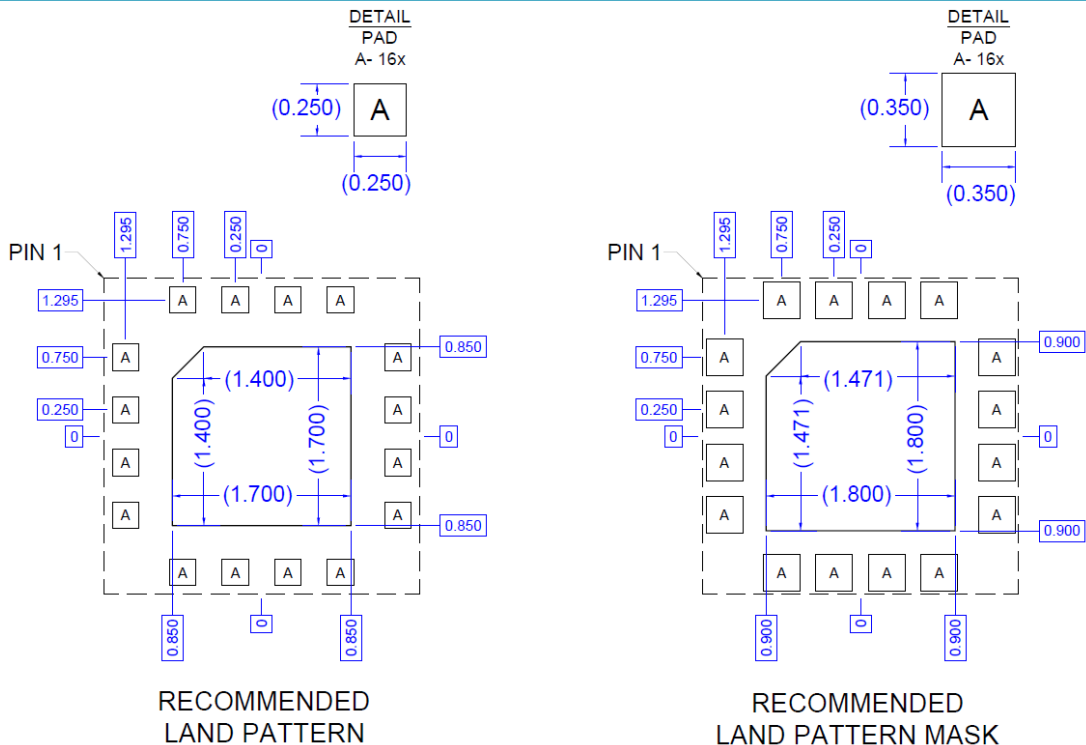 DETAIL
PAD
A- 16x
A
(0.250)
(0.250)
1.295
0.750
0.250
0
PIN 1
1.295
A
A
A
A
0.750
A
A
0.850
0.250
A
A
0
0
A
A
A
A
0.850
(1.400)
(1.400)
(1.700)
(1.700)
A
A
A
A
0.850
0
0.850
RECOMMENDED
LAND PATTERN
DETAIL
PAD
A- 16x
A
(0.350)
(0.350)
1.295
0.750
0.250
0
PIN 1
1.295
A
A
A
A
0.750
A
A
0.900
0.250
A
A
0
0
A
A
A
A
0.900
(1.471)
(1.471)
(1.800)
(1.800)
A
A
A
A
0.900
0
0.900
RECOMMENDED
LAND PATTERN MASK